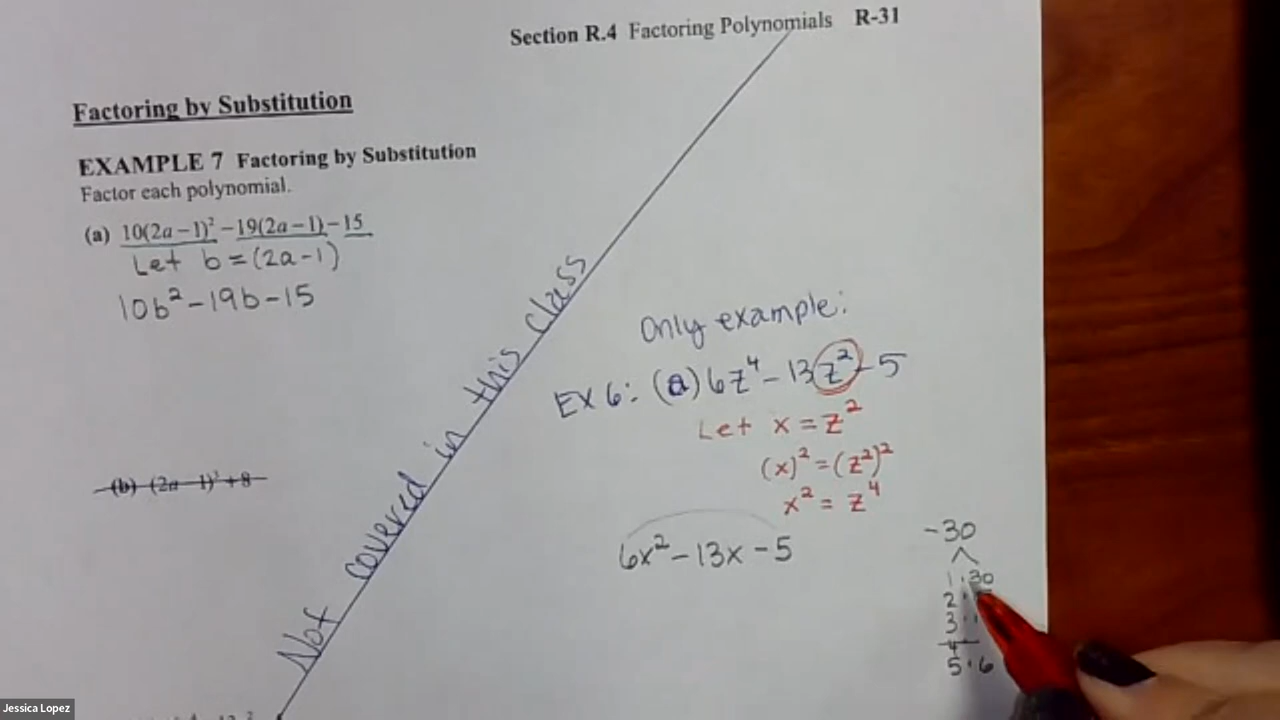 Section R.4 Factoring Polynomials R-31
Factoring by Substitution
EXAMPLE 7 Factoring by Substitution
Factor each polynomial.
(a) 10(2a-1)² -19(2a-1)-15
Let b = (2a-1)
10b² -19b-15
(b) (2a-1)³+8
Not covered in this class
Only example:
EX 6: (a) 6z⁴ - 13z² - 5
Let x = z²
(x)² = (z²)²
x² = z⁴
6x² - 13x - 5
-30
1·30
2·
3·
4
5·6
Jessica Lopez